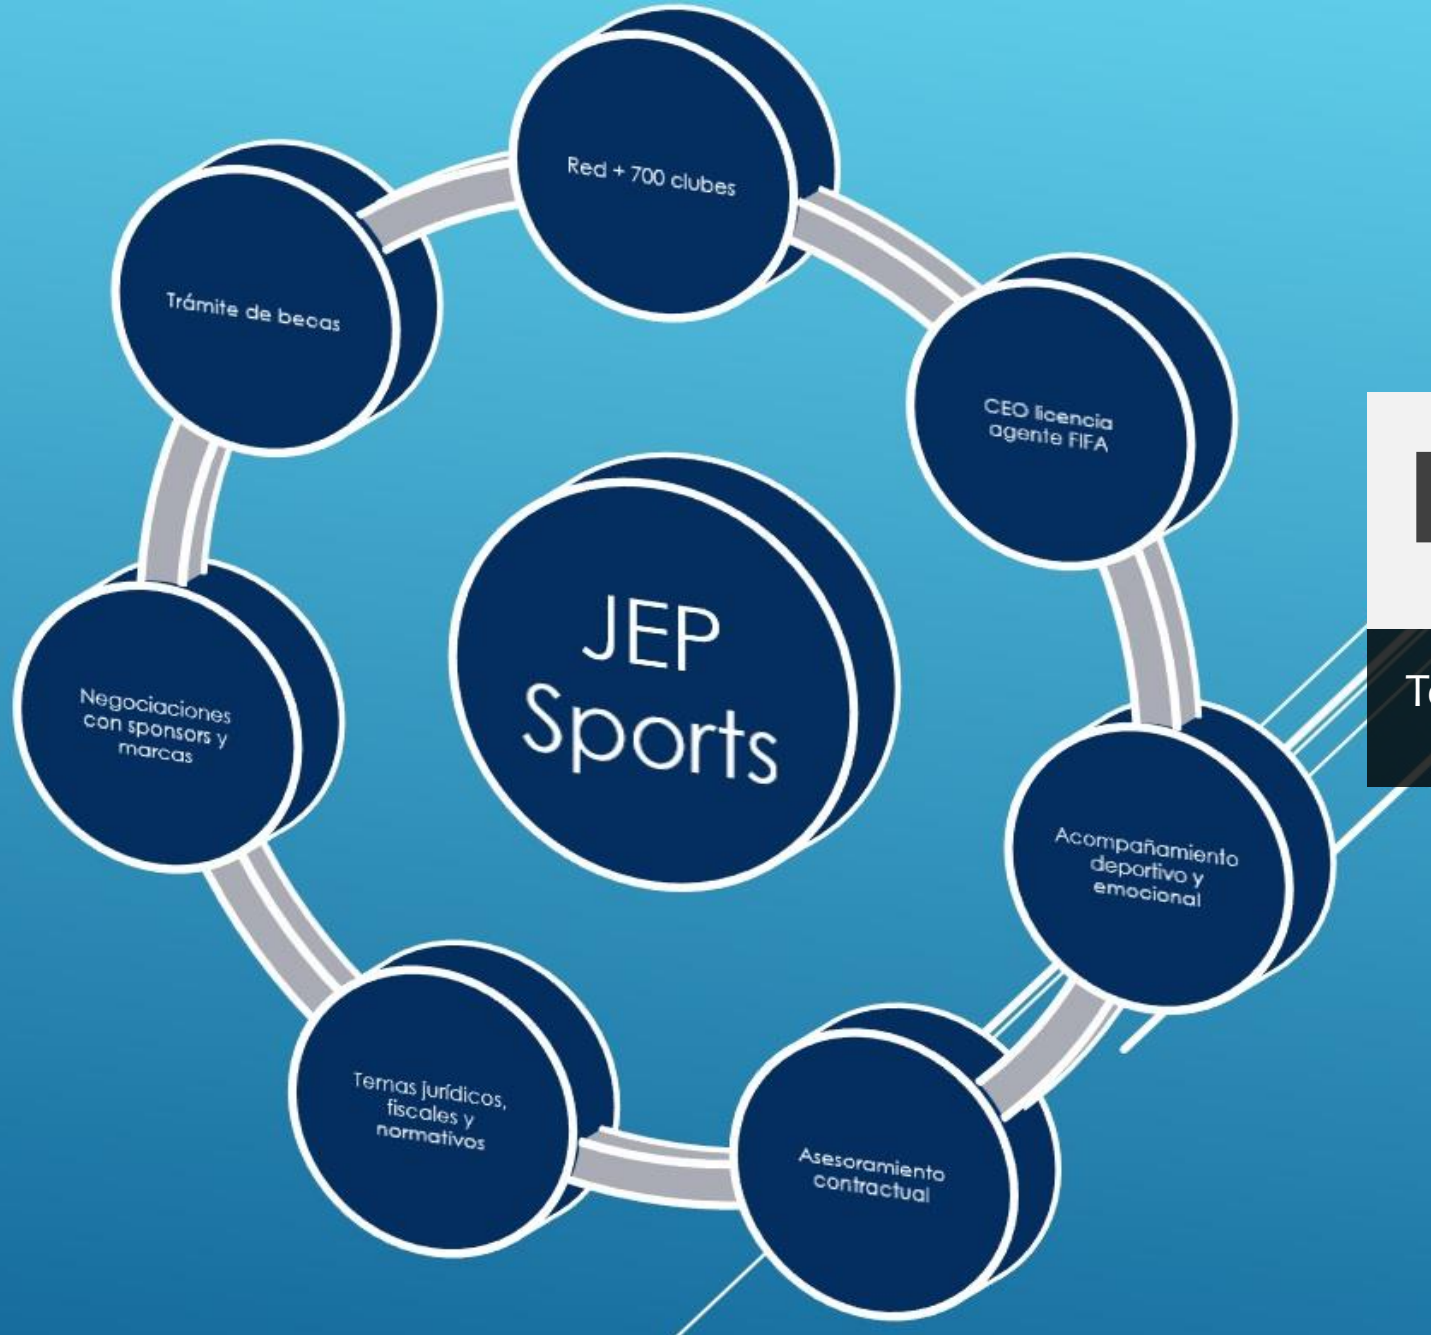 Red + 700 clubes
CEO licencia
agente FIFA
Acompañamiento
deportivo y
emocional
Asesoramiento
contractual
Temas jurídicos,
fiscales y
normativos
Negociaciones
con sponsors y
marcas
Trámite de becas
JEP
Sports